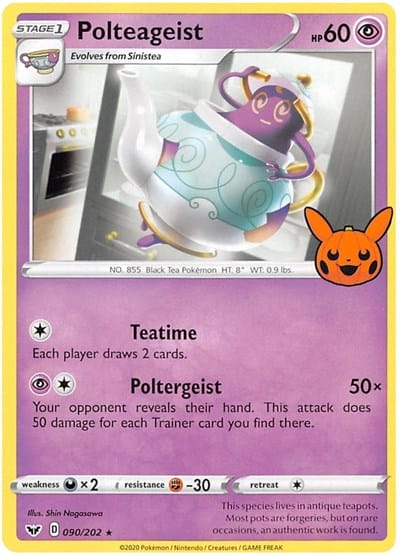 STAGE 1
Polteageist
HP 60
Evolves from Sinistea
NO. 855 Black Tea Pokémon HT: 8" WT: 0.9 lbs.
Teatime
Each player draws 2 cards.
Poltergeist 50×
Your opponent reveals their hand. This attack does
50 damage for each Trainer card you find there.
weakness ×2 resistance -30 retreat
Illus. Shin Nagasawa
D 090/202 ★
This species lives in antique teapots.
Most pots are forgeries, but on rare
occasions, an authentic work is found.
©2020 Pokémon / Nintendo / Creatures / GAME FREAK